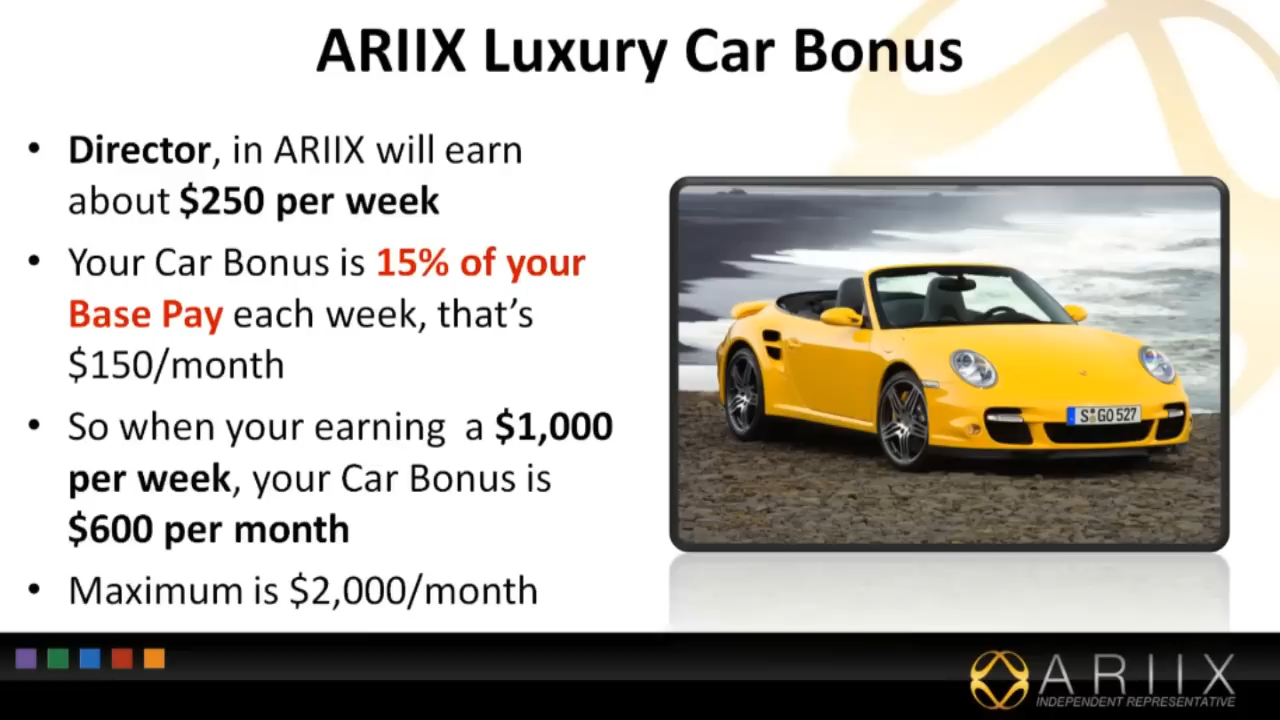 ARIIX Luxury Car Bonus
• Director, in ARIIX will earn
about $250 per week
• Your Car Bonus is 15% of your
Base Pay each week, that’s
$150/month
• So when your earning  a $1,000
per week, your Car Bonus is
$600 per month
• Maximum is $2,000/month
S GO 527
ARIIX
INDEPENDENT REPRESENTATIVE